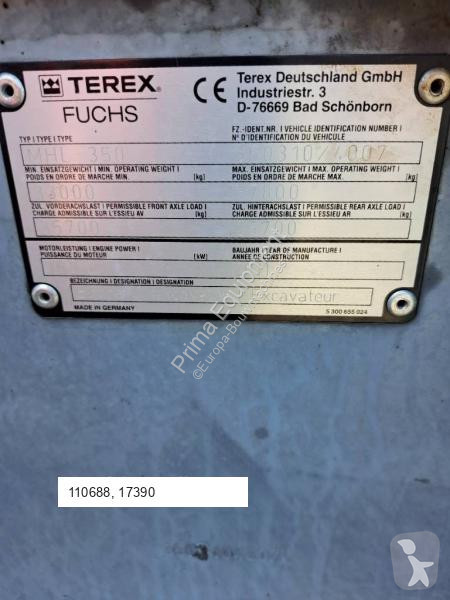 TEREX®
FUCHS
CE
Terex Deutschland GmbH
Industriestr. 3
D-76669 Bad Schönborn
TYP / TYPE / TYPE
FZ.-IDENT.NR. / VEHICLE IDENTIFICATION NUMBER /
N° D'IDENTIFICATION DU VÉHICULE
MHL 350
MIN. EINSATZGEWICHT / MIN. OPERATING WEIGHT /
POIDS EN ORDRE DE MARCHE MIN. [kg]
MAX. EINSATZGEWICHT / MAX. OPERATING WEIGHT /
POIDS EN ORDRE DE MARCHE MAX. [kg]
ZUL. VORDERACHSLAST / PERMISSIBLE FRONT AXLE LOAD /
CHARGE ADMISSIBLE SUR L'ESSIEU AV [kg]
ZUL. HINTERACHSLAST / PERMISSIBLE REAR AXLE LOAD /
CHARGE ADMISSIBLE SUR L'ESSIEU AR [kg]
MOTORLEISTUNG / ENGINE POWER /
PUISSANCE DU MOTEUR [kW]
BAUJAHR / YEAR OF MANUFACTURE /
ANNEE DE CONSTRUCTION
BEZEICHNUNG / DESIGNATION / DESIGNATION
excavateur
MADE IN GERMANY
S 300 655 024
Prima Equipment
110688, 17390